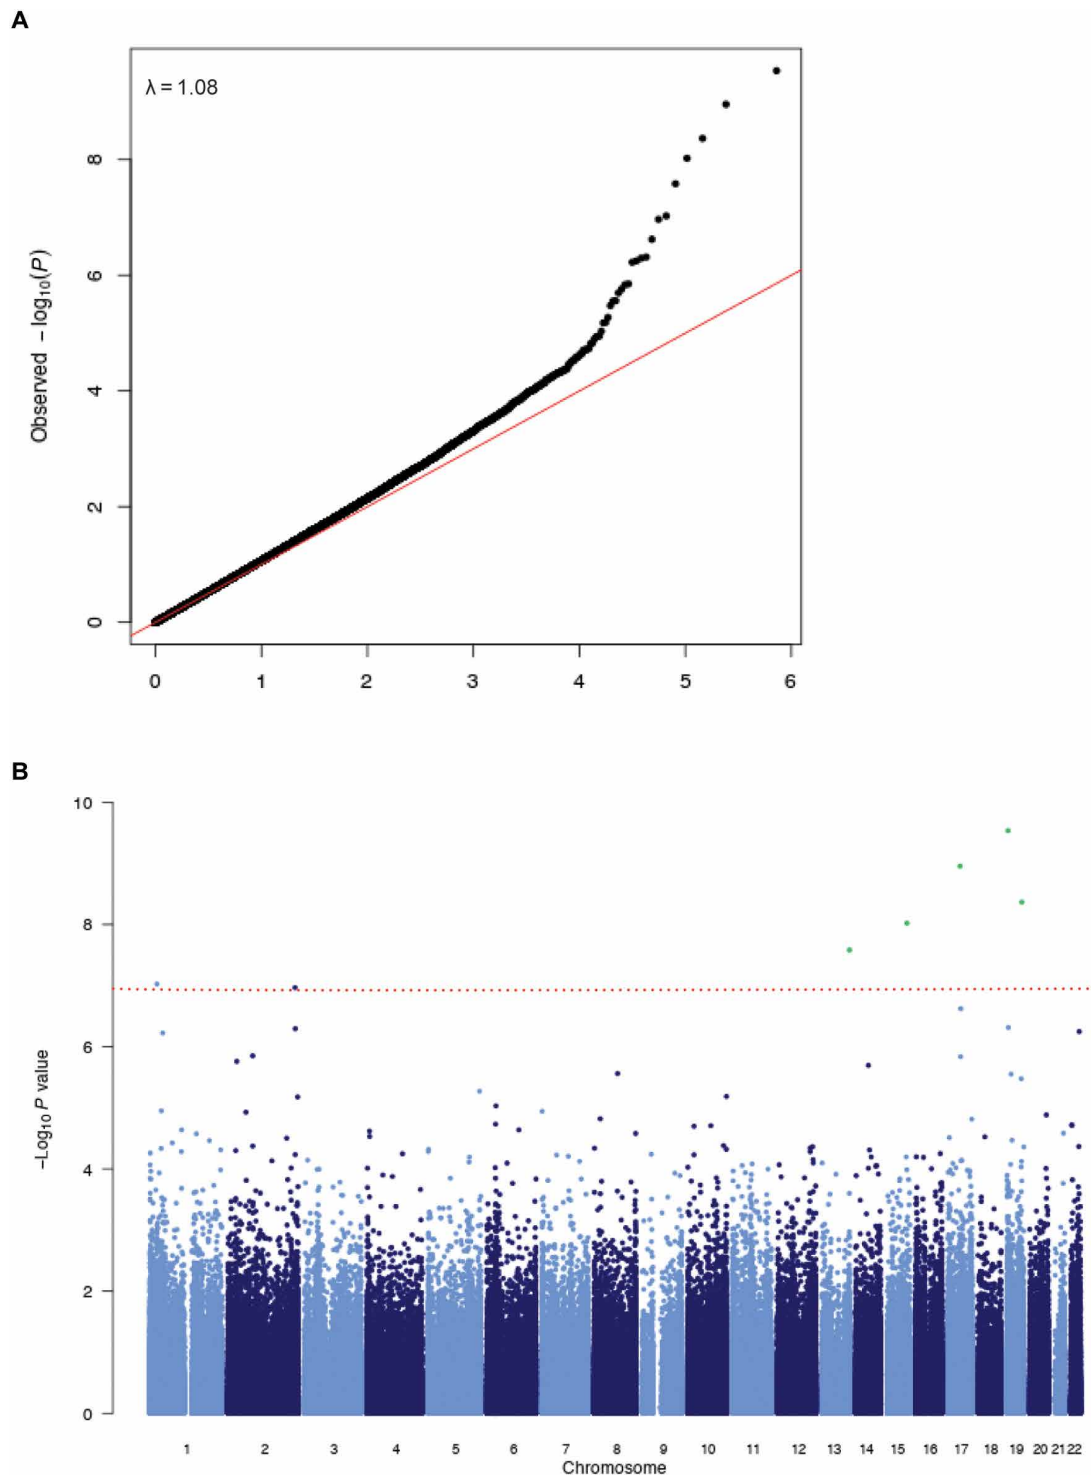 A
λ = 1.08
Observed −log₁₀(P)
8
6
4
2
0
0 1 2 3 4 5 6
B
−Log₁₀ P value
10
8
6
4
2
0
1 2 3 4 5 6 7 8 9 10 11 12 13 14 15 16 17 18 19 20 21 22
Chromosome